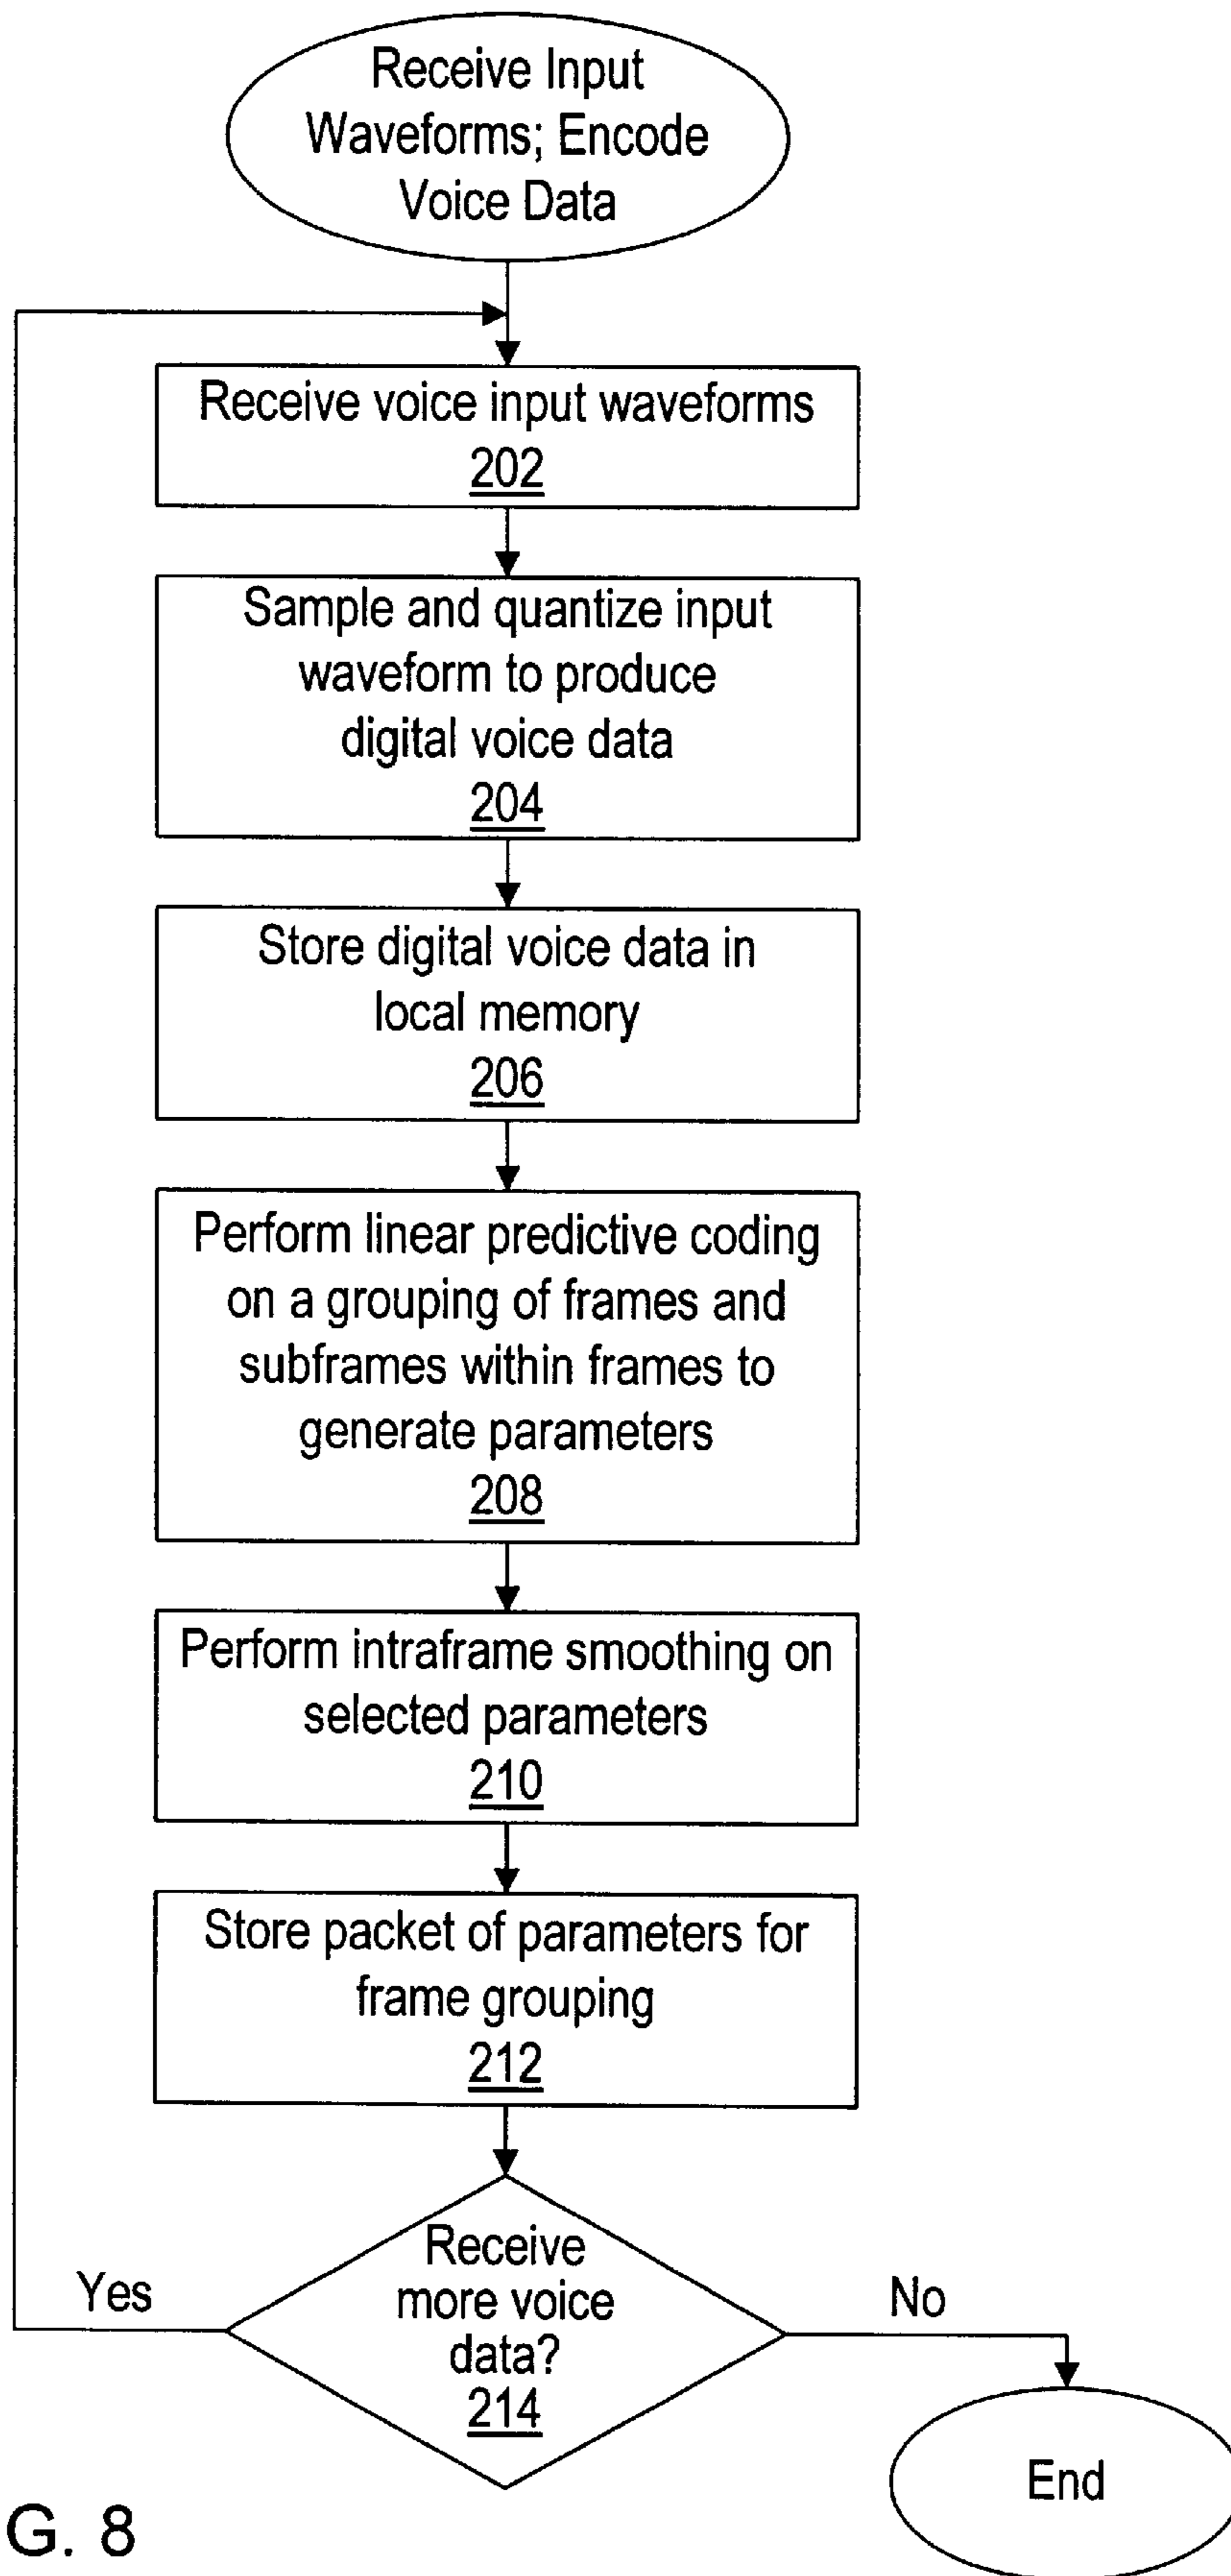 Receive Input
Waveforms; Encode
Voice Data
Receive voice input waveforms
202
Sample and quantize input
waveform to produce
digital voice data
204
Store digital voice data in
local memory
206
Perform linear predictive coding
on a grouping of frames and
subframes within frames to
generate parameters
208
Perform intraframe smoothing on
selected parameters
210
Store packet of parameters for
frame grouping
212
Receive
more voice
data?
214
Yes
No
End
G. 8